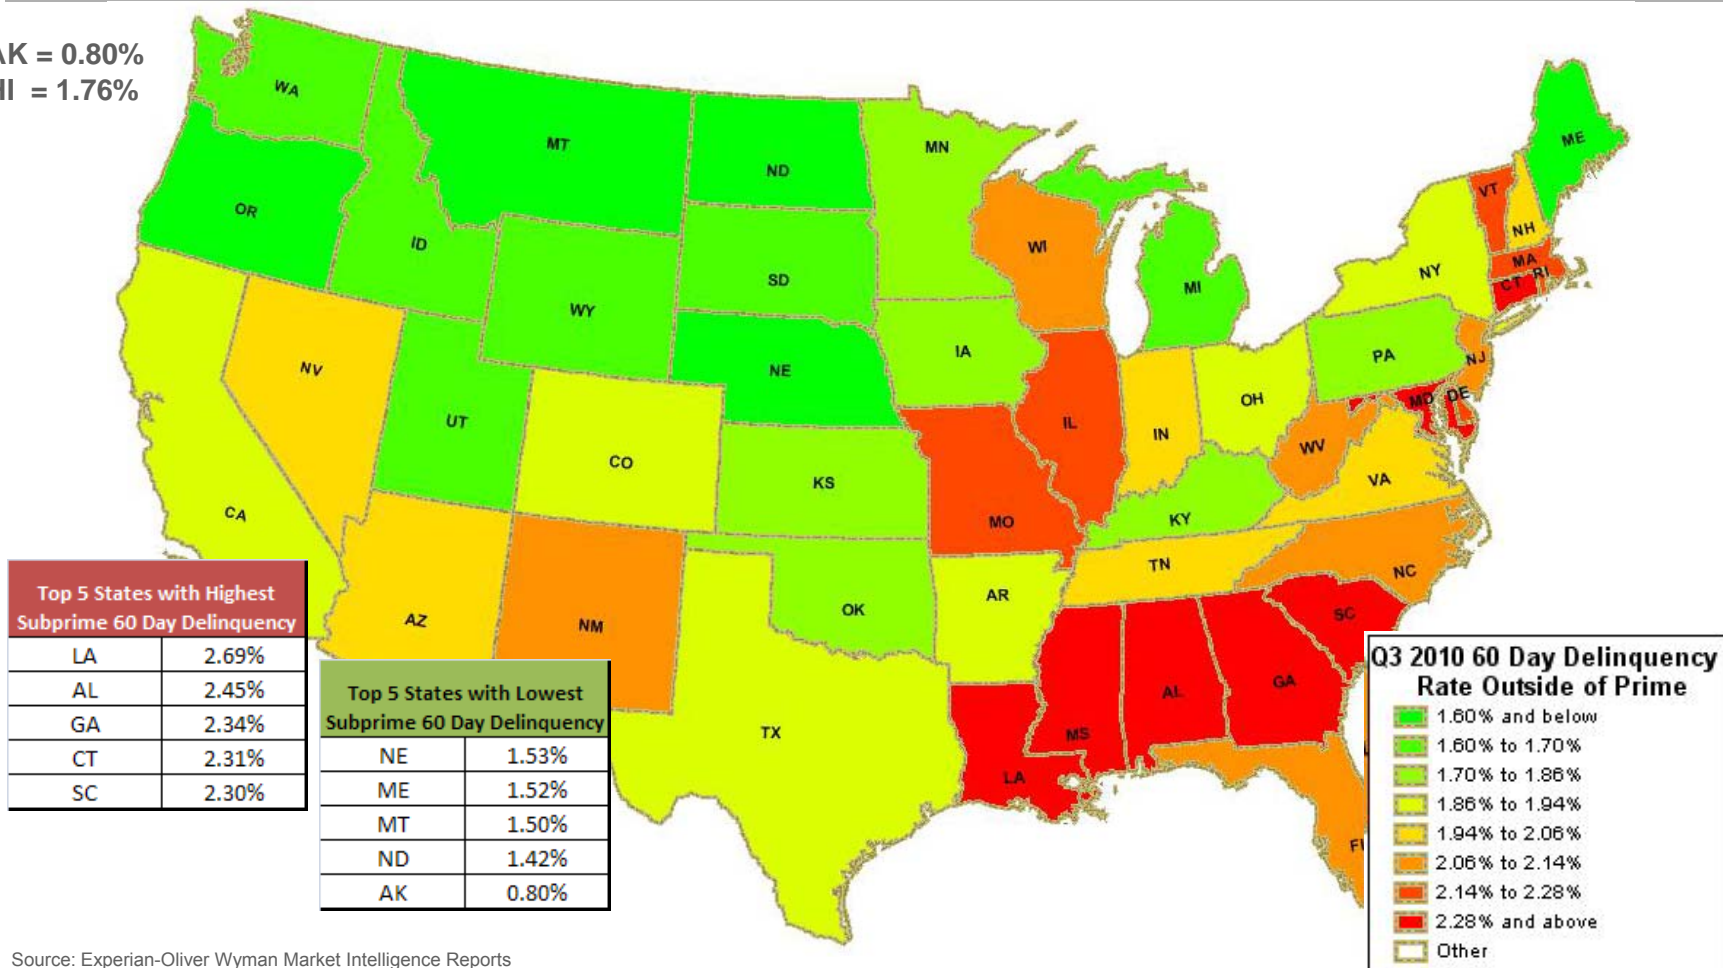 AK = 0.80%
HI = 1.76%
WA
MT
ND
MN
ME
OR
ID
SD
WI
VT
NH
NY
MA
RI
CT
WY
MI
NV
NE
IA
PA
NJ
UT
CO
IL
IN
OH
MD
DE
WV
CA
KS
MO
KY
VA
TN
NC
AZ
NM
OK
AR
SC
TX
MS
AL
GA
LA
FL
Top 5 States with Highest
Subprime 60 Day Delinquency
LA 2.69%
AL 2.45%
GA 2.34%
CT 2.31%
SC 2.30%
Top 5 States with Lowest
Subprime 60 Day Delinquency
NE 1.53%
ME 1.52%
MT 1.50%
ND 1.42%
AK 0.80%
Q3 2010 60 Day Delinquency
Rate Outside of Prime
1.60% and below
1.60% to 1.70%
1.70% to 1.86%
1.86% to 1.94%
1.94% to 2.06%
2.06% to 2.14%
2.14% to 2.28%
2.28% and above
Other
Source: Experian-Oliver Wyman Market Intelligence Reports